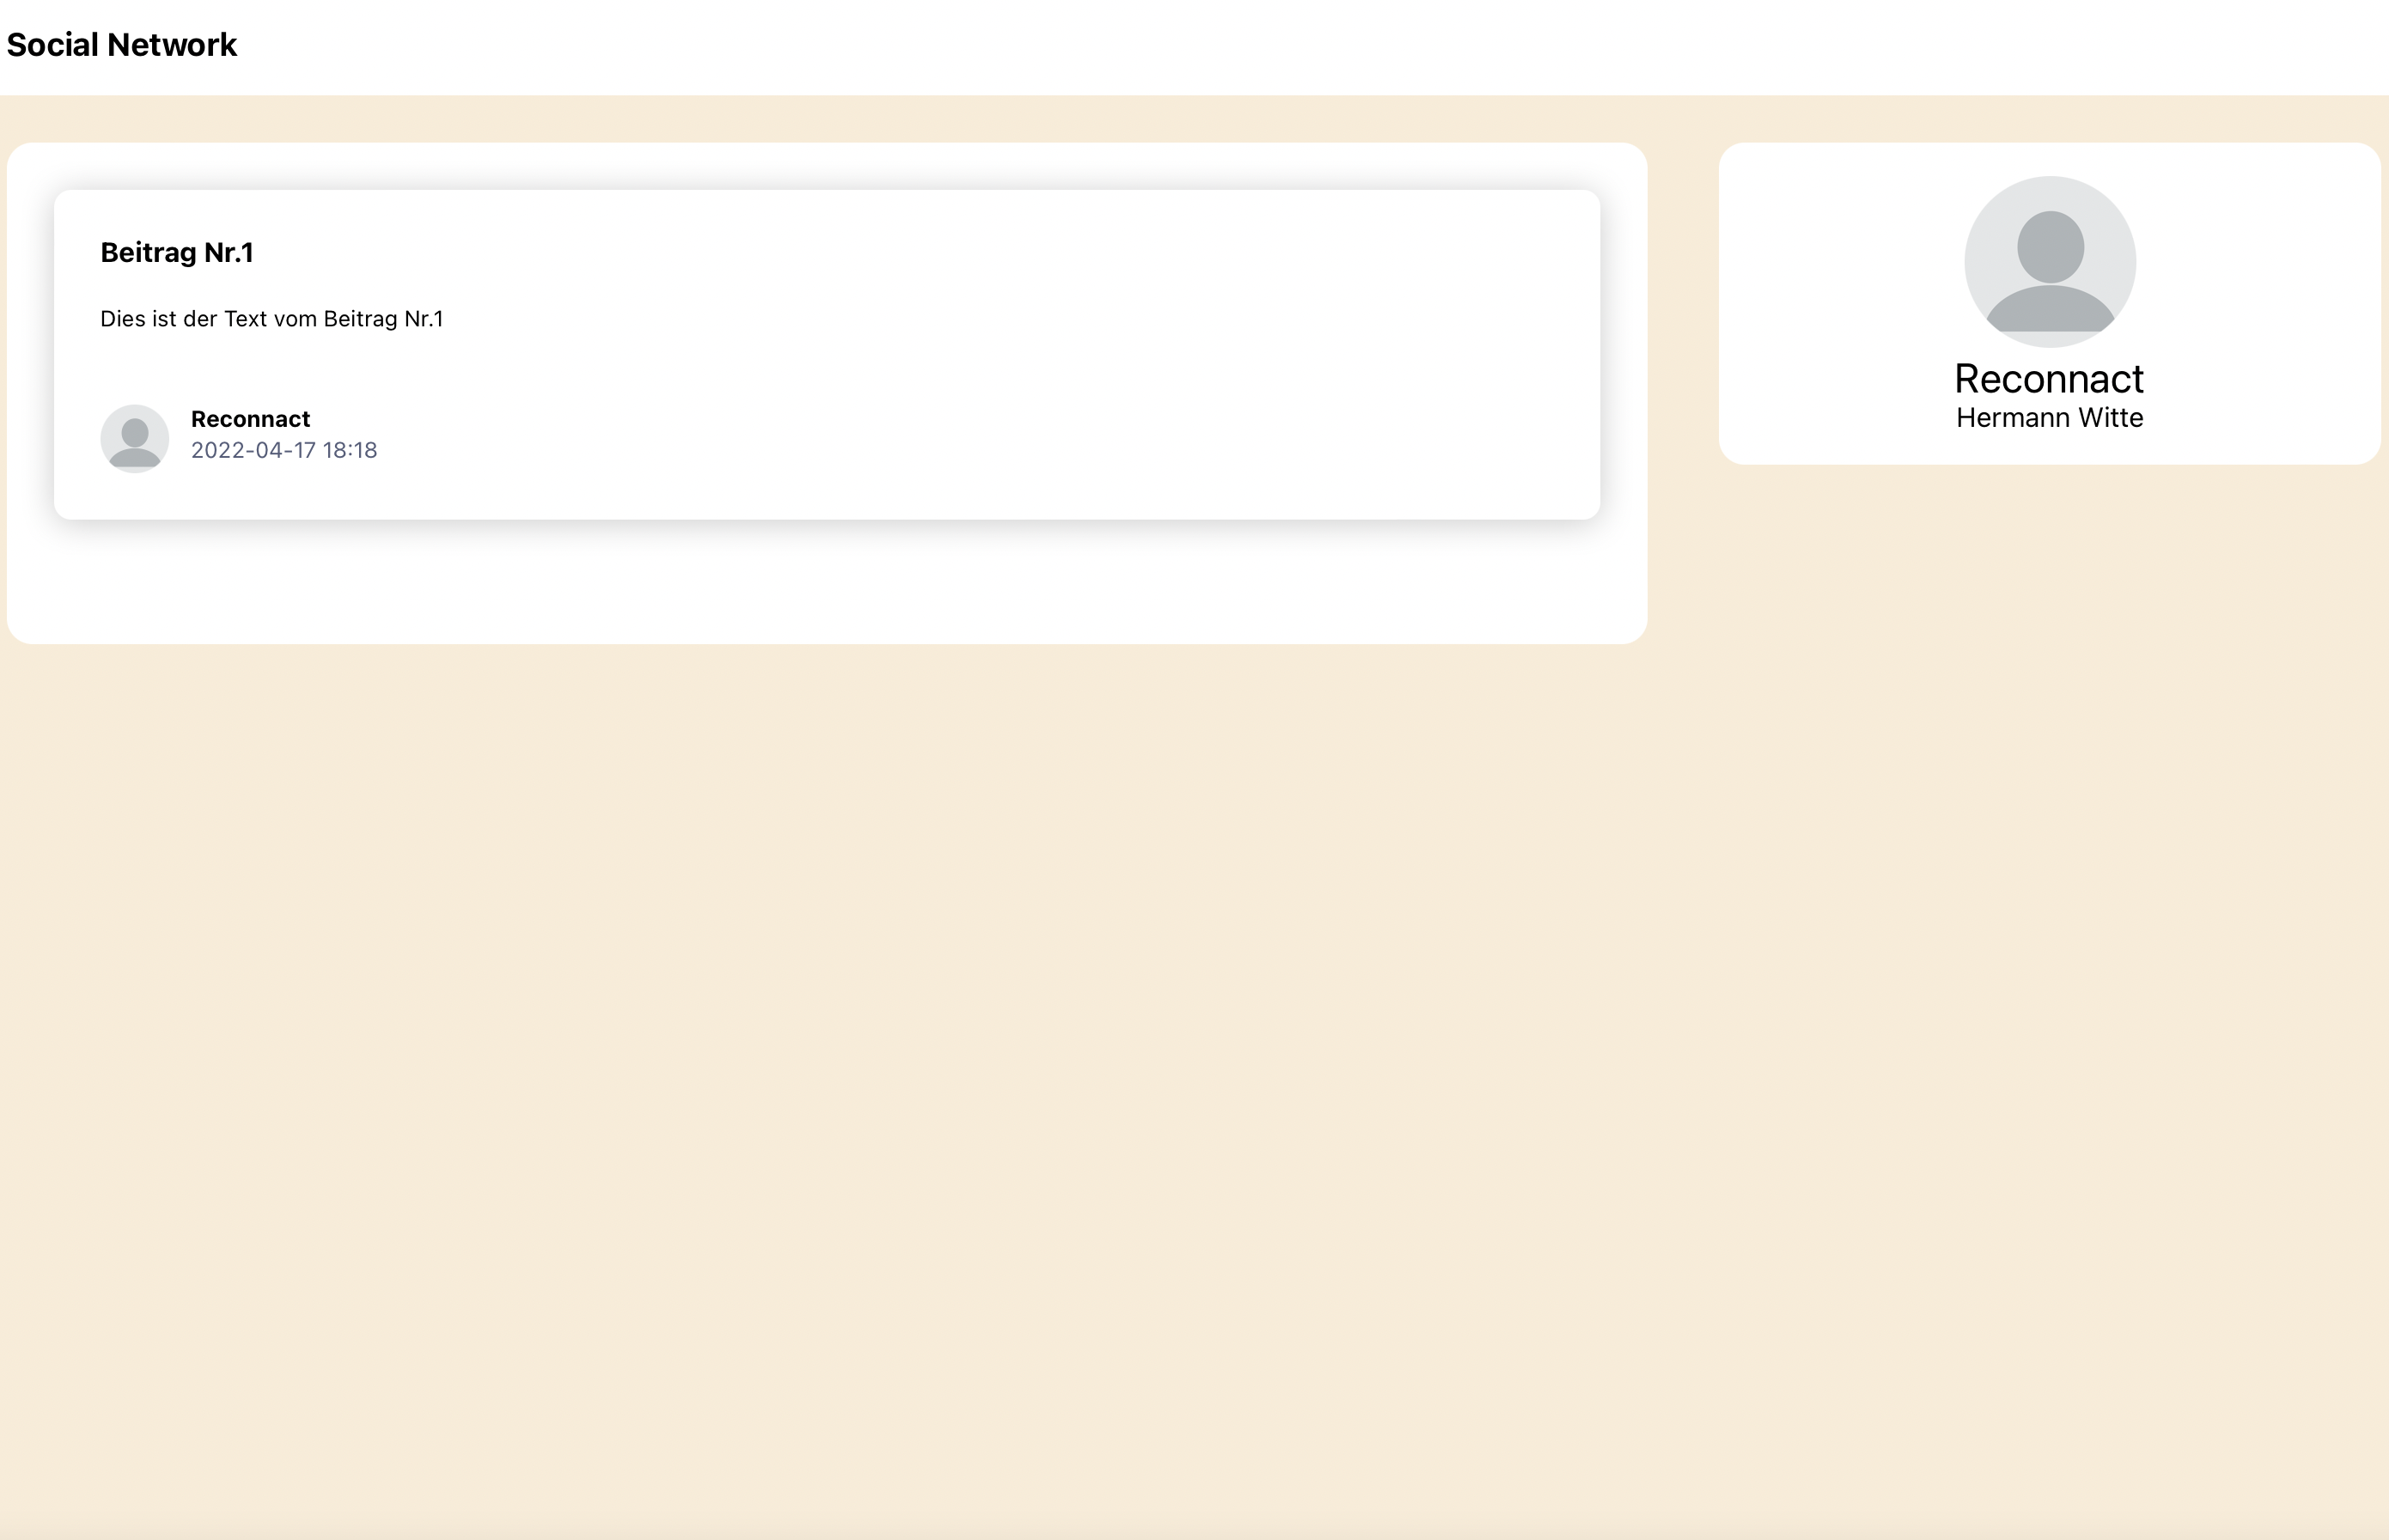 Social Network
Beitrag Nr.1
Dies ist der Text vom Beitrag Nr.1
Reconnact
2022-04-17 18:18
Reconnact
Hermann Witte